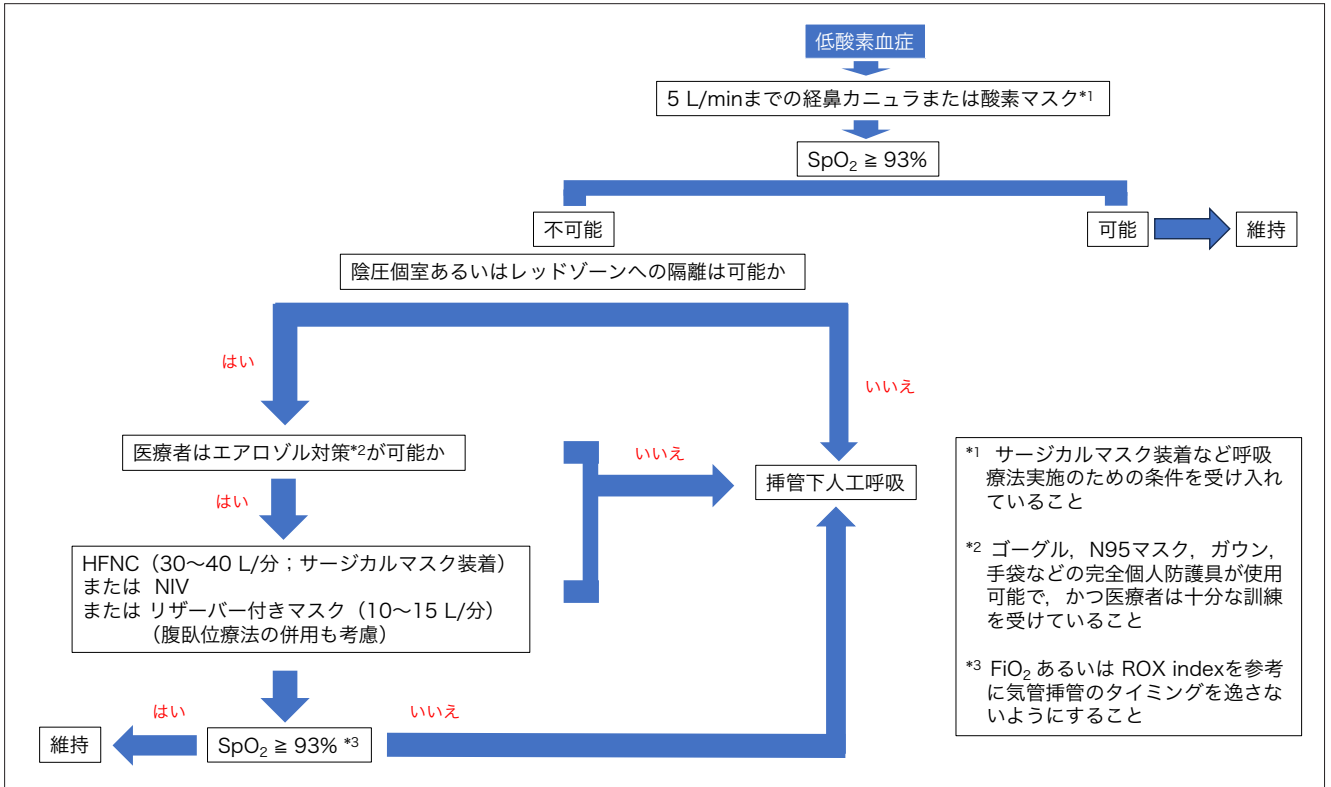 低酸素血症
5 L/minまでの経鼻カニュラまたは酸素マスク*1
SpO2 ≧ 93%
不可能
可能
維持
陰圧個室あるいはレッドゾーンへの隔離は可能か
はい
いいえ
医療者はエアロゾル対策*2が可能か
いいえ
挿管下人工呼吸
はい
HFNC（30〜40 L/分；サージカルマスク装着）
または NIV
または リザーバー付きマスク（10〜15 L/分）
（腹臥位療法の併用も考慮）
はい
いいえ
維持
SpO2 ≧ 93% *3
*1 サージカルマスク装着など呼吸
療法実施のための条件を受け入れ
ていること
*2 ゴーグル，N95マスク，ガウン，
手袋などの完全個人防護具が使用
可能で，かつ医療者は十分な訓練
を受けていること
*3 FiO2 あるいは ROX indexを参考
に気管挿管のタイミングを逸さな
いようにすること